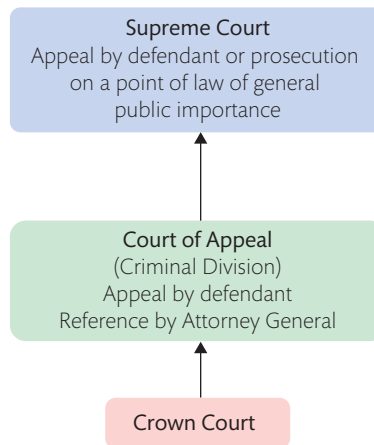 Supreme Court
Appeal by defendant or prosecution
on a point of law of general
public importance
Court of Appeal
(Criminal Division)
Appeal by defendant
Reference by Attorney General
Crown Court